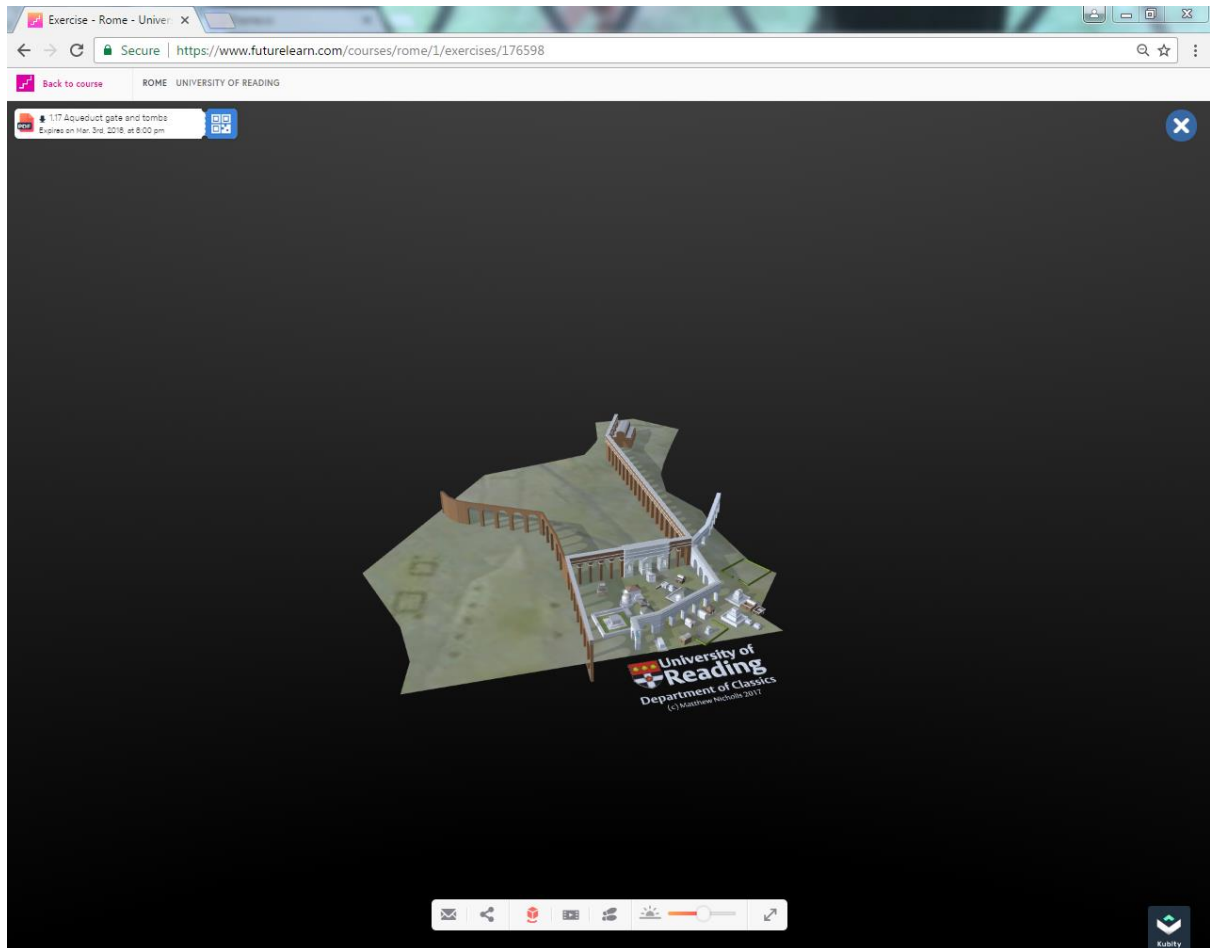 Exercise - Rome - Univer
Secure | https://www.futurelearn.com/courses/rome/1/exercises/176598
Back to course ROME UNIVERSITY OF READING
1.17 Aqueduct gate and tombs
Expires on Mar. 3rd, 2018, at 8:00 pm
University of
Reading
Department of Classics
(c) Matthew Nicholls 2017
Kubity